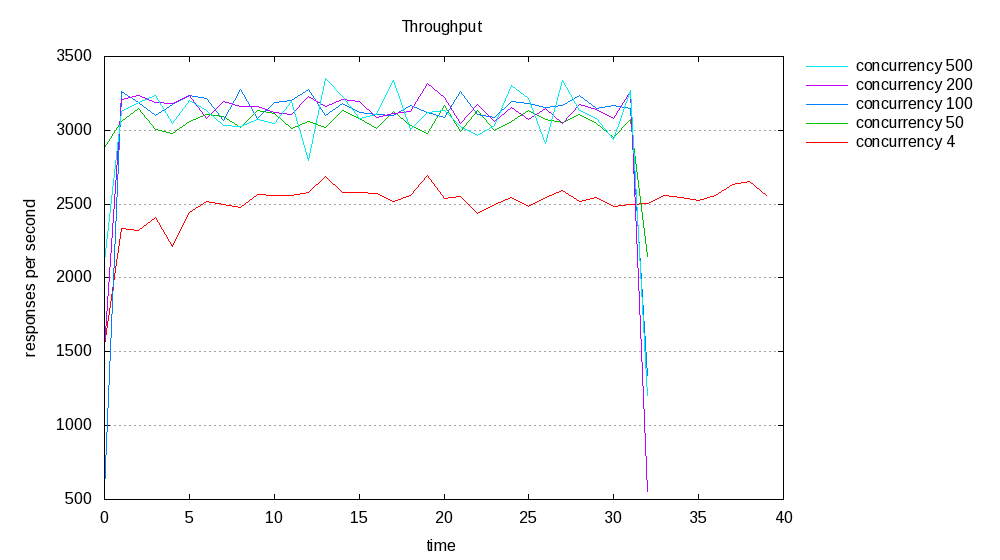 Throughput
3500
3000
2500
2000
1500
1000
500
responses per second
0 5 10 15 20 25 30 35 40
time
concurrency 500
concurrency 200
concurrency 100
concurrency 50
concurrency 4